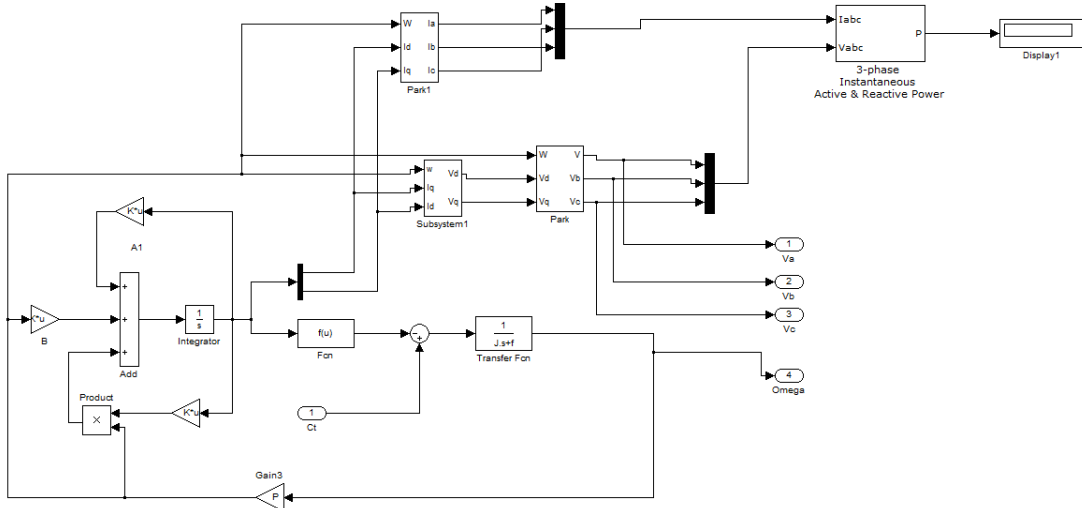 W Ia
Id Ib
Iq Ic
Park1
Iabc
Vabc P
3-phase
Instantaneous
Active & Reactive Power
Display1
w Vd
Iq
Id Vq
Subsystem1
W V
Vd Vb
Vq Vc
Park
K*u
A1
+
+
+
Add
K*u
B
1
s
Integrator
f(u)
Fcn
-
+
1
J.s+f
Transfer Fcn
1
Va
2
Vb
3
Vc
4
Omega
Product
×
K*u
1
Ct
Gain3
P